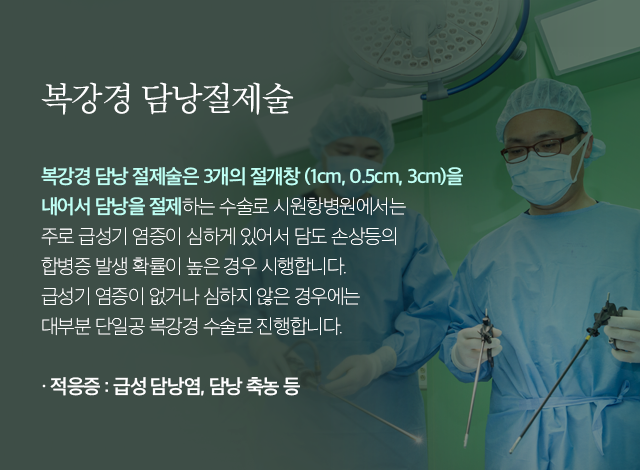 복강경 담낭절제술
복강경 담낭 절제술은 3개의 절개창 (1cm, 0.5cm, 3cm)을
내어서 담낭을 절제하는 수술로 시원항병원에서는
주로 급성기 염증이 심하게 있어서 담도 손상등의
합병증 발생 확률이 높은 경우 시행합니다.
급성기 염증이 없거나 심하지 않은 경우에는
대부분 단일공 복강경 수술로 진행합니다.
· 적응증 : 급성 담낭염, 담낭 축농 등